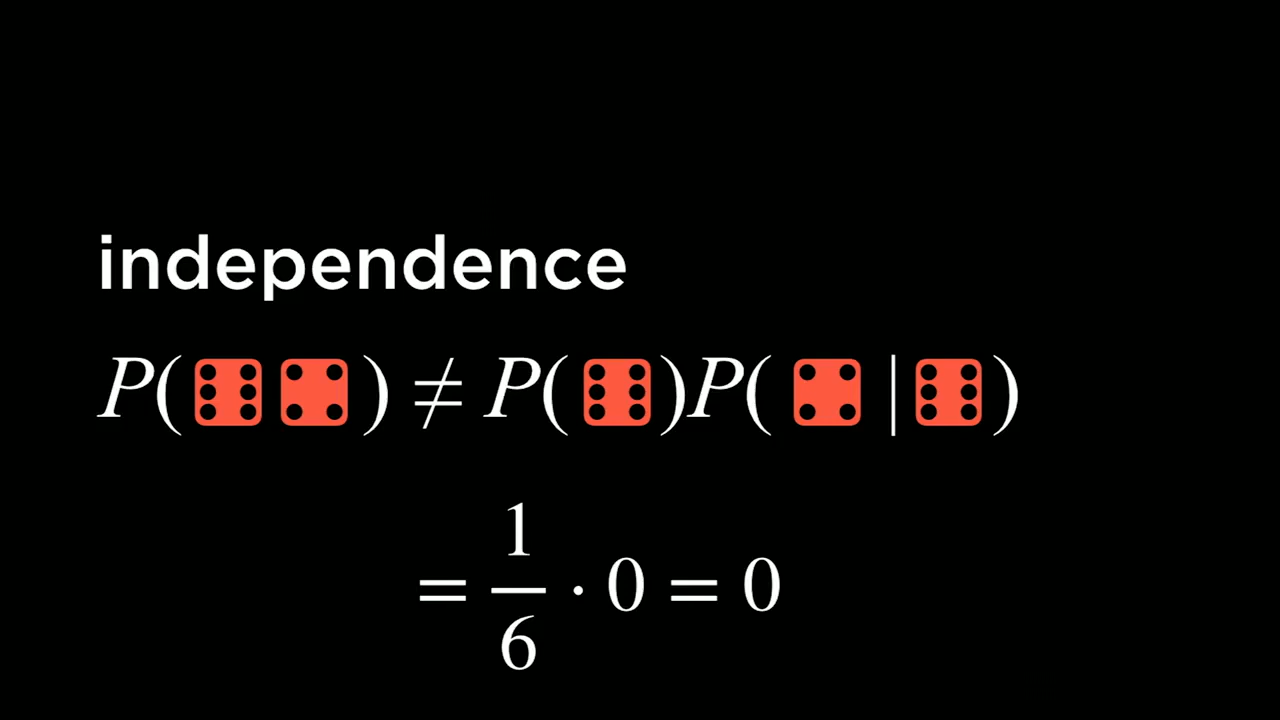 independence
P(⚅⚃) ≠ P(⚅)P(⚃|⚅)
= 1/6 · 0 = 0